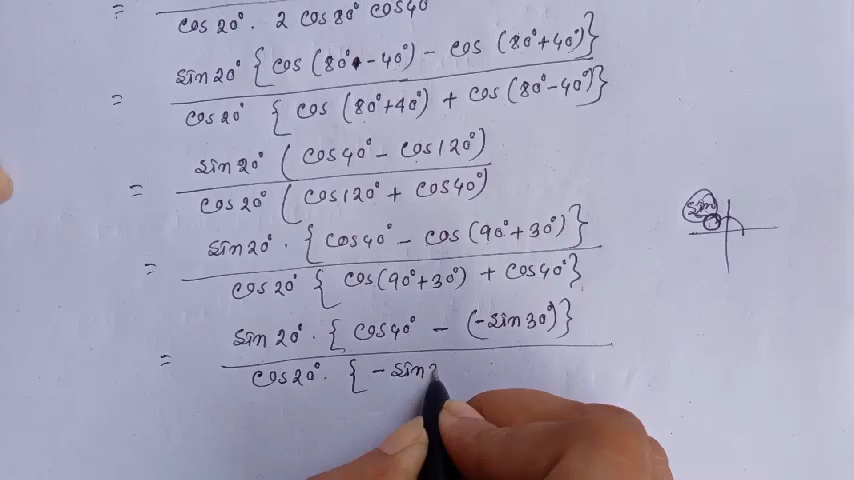 =
cos 20°. 2 cos 80° cos 40°
sin 20° { cos (80° - 40°) - cos (80° + 40°)}
=
cos 20° { cos (80° + 40°) + cos (80° - 40°)}
sin 20° ( cos 40° - cos 120°)
=
cos 20° ( cos 120° + cos 40°)
sin 20° . { cos 40° - cos (90° + 30°)}
=
cos 20° { cos (90° + 30°) + cos 40°}
sin 20° . { cos 40° - (- sin 30°)}
=
cos 20° . { - sin
sin